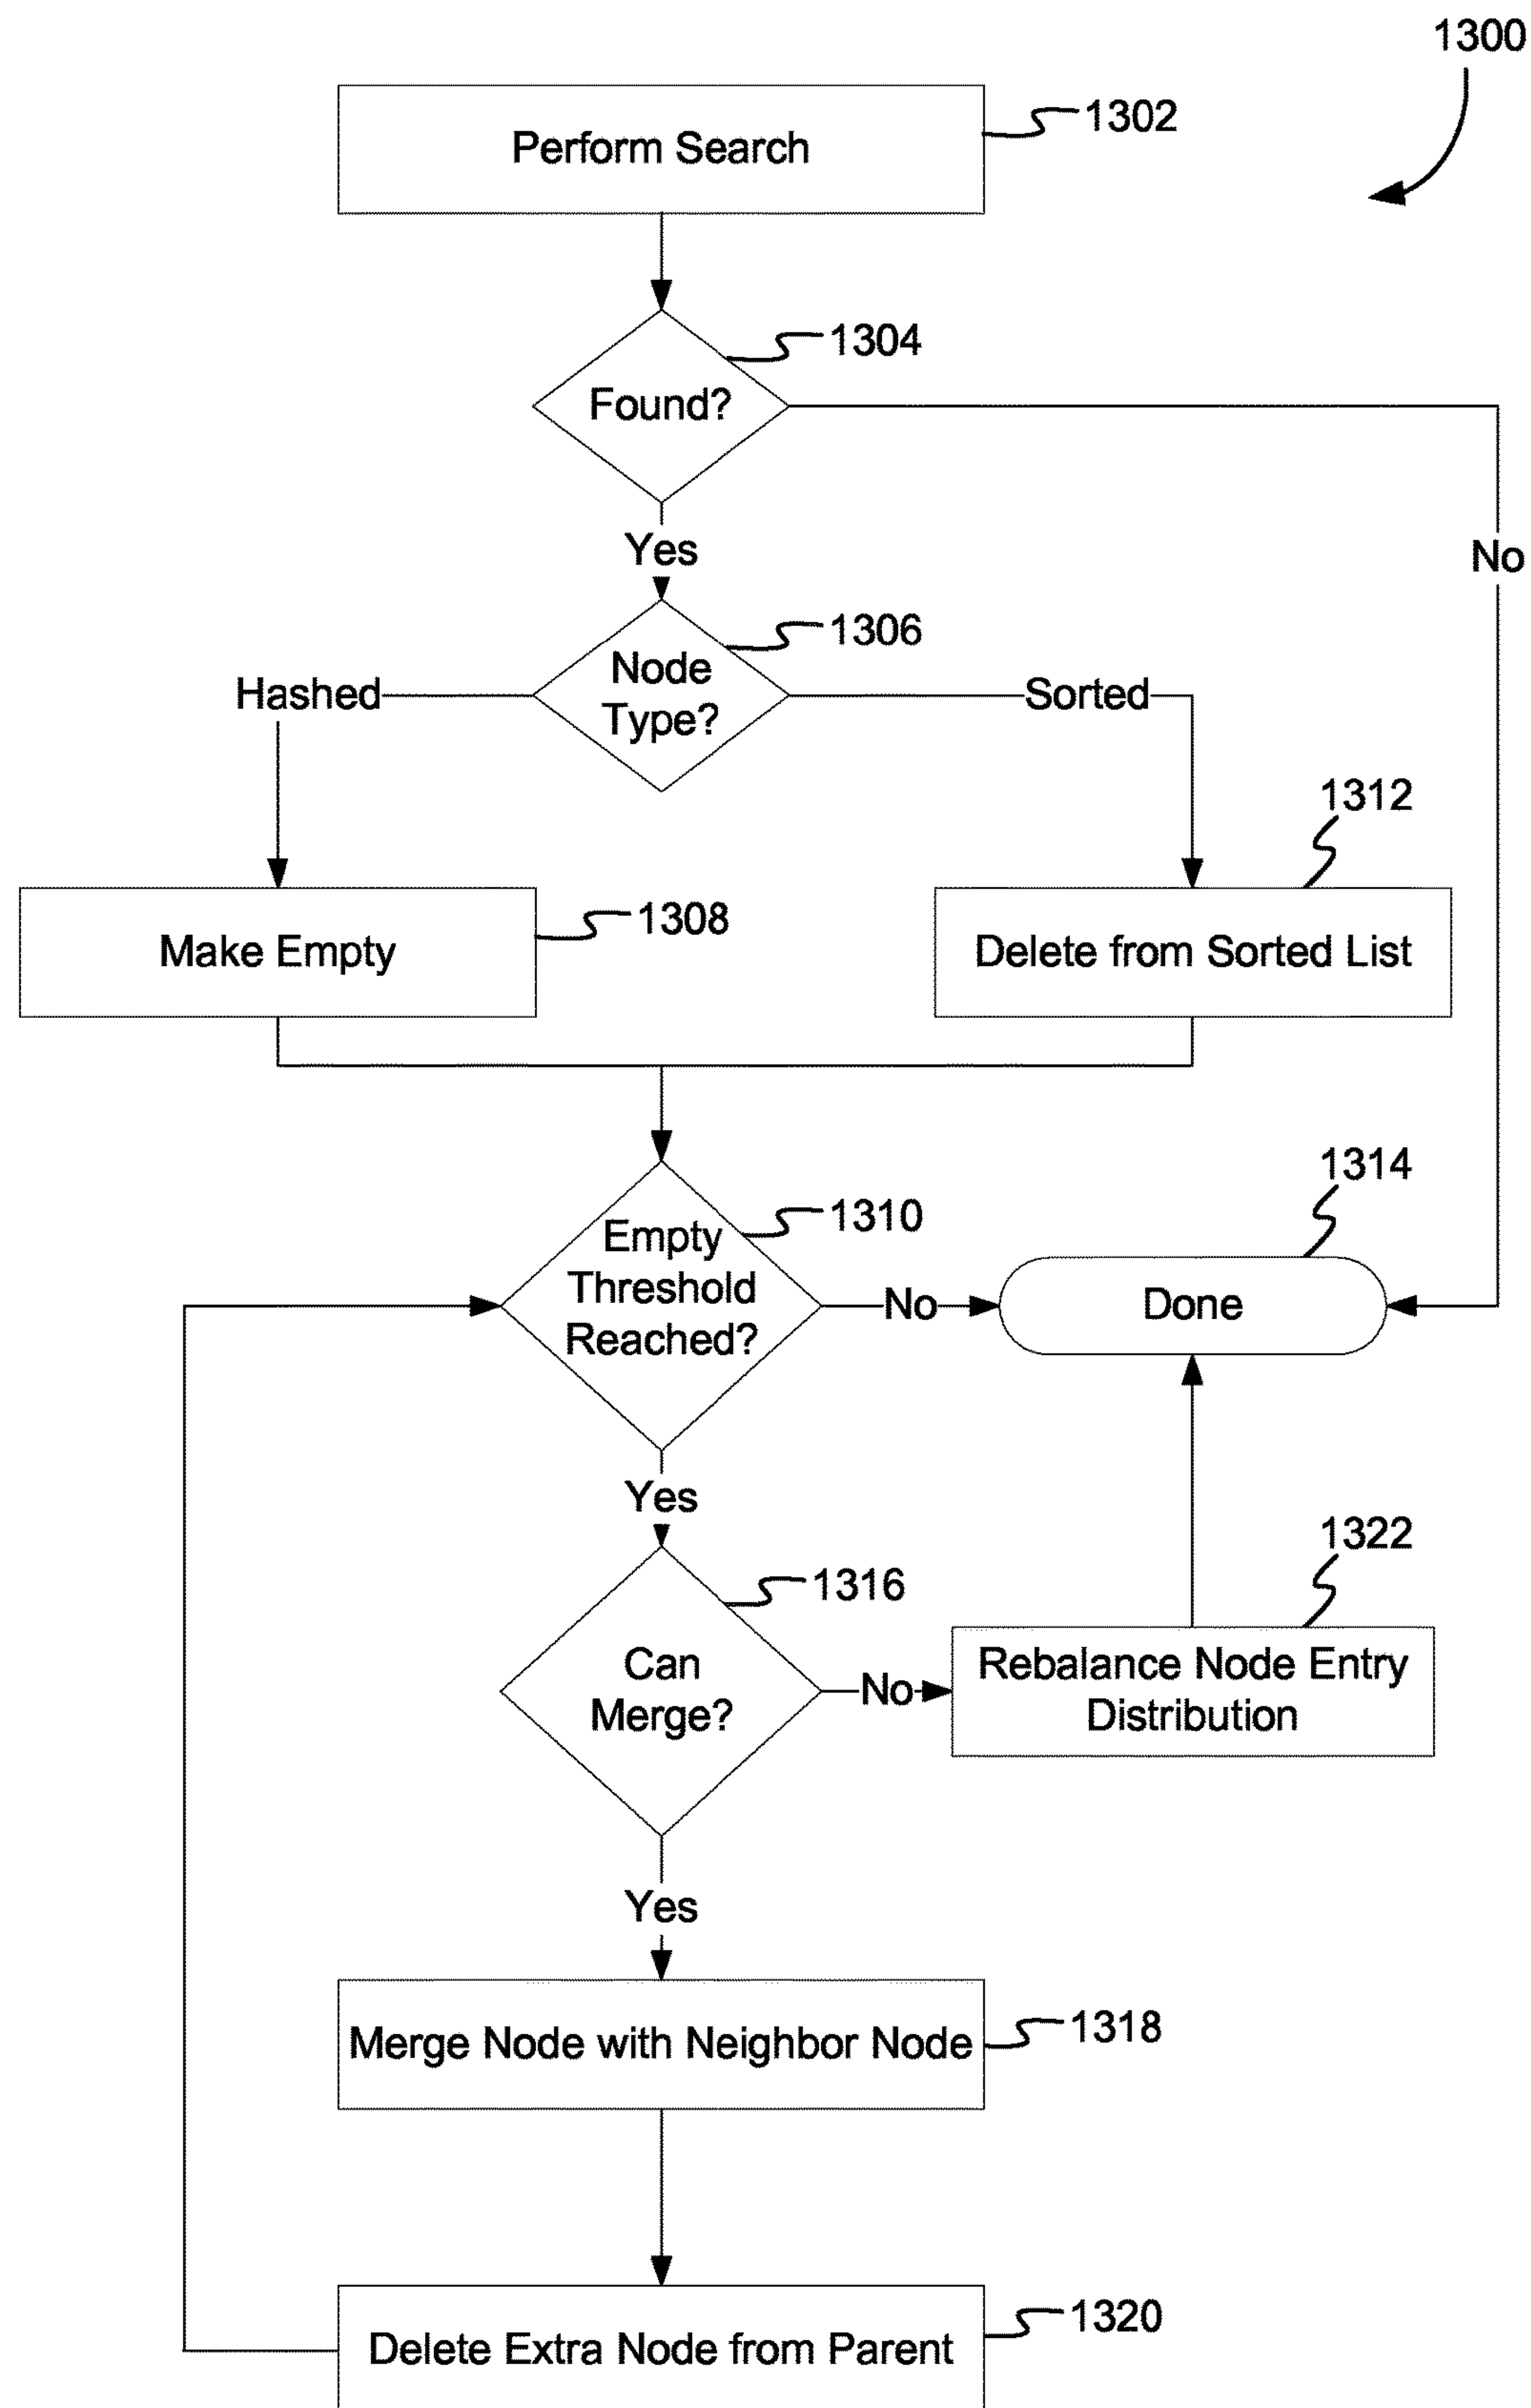 1300
Perform Search
1302
1304
Found?
Yes
No
1306
Node
Type?
Hashed
Sorted
1312
1308
Make Empty
Delete from Sorted List
1314
1310
Empty
Threshold
Reached?
No
Done
Yes
1322
1316
Can
Merge?
No
Rebalance Node Entry
Distribution
Yes
1318
Merge Node with Neighbor Node
1320
Delete Extra Node from Parent